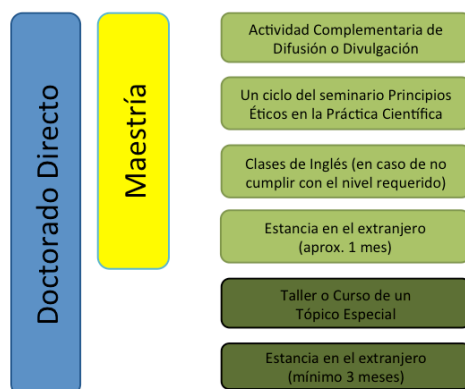 Doctorado Directo
Maestría
Actividad Complementaria de
Difusión o Divulgación
Un ciclo del seminario Principios
Éticos en la Práctica Científica
Clases de Inglés (en caso de no
cumplir con el nivel requerido)
Estancia en el extranjero
(aprox. 1 mes)
Taller o Curso de un
Tópico Especial
Estancia en el extranjero
(mínimo 3 meses)